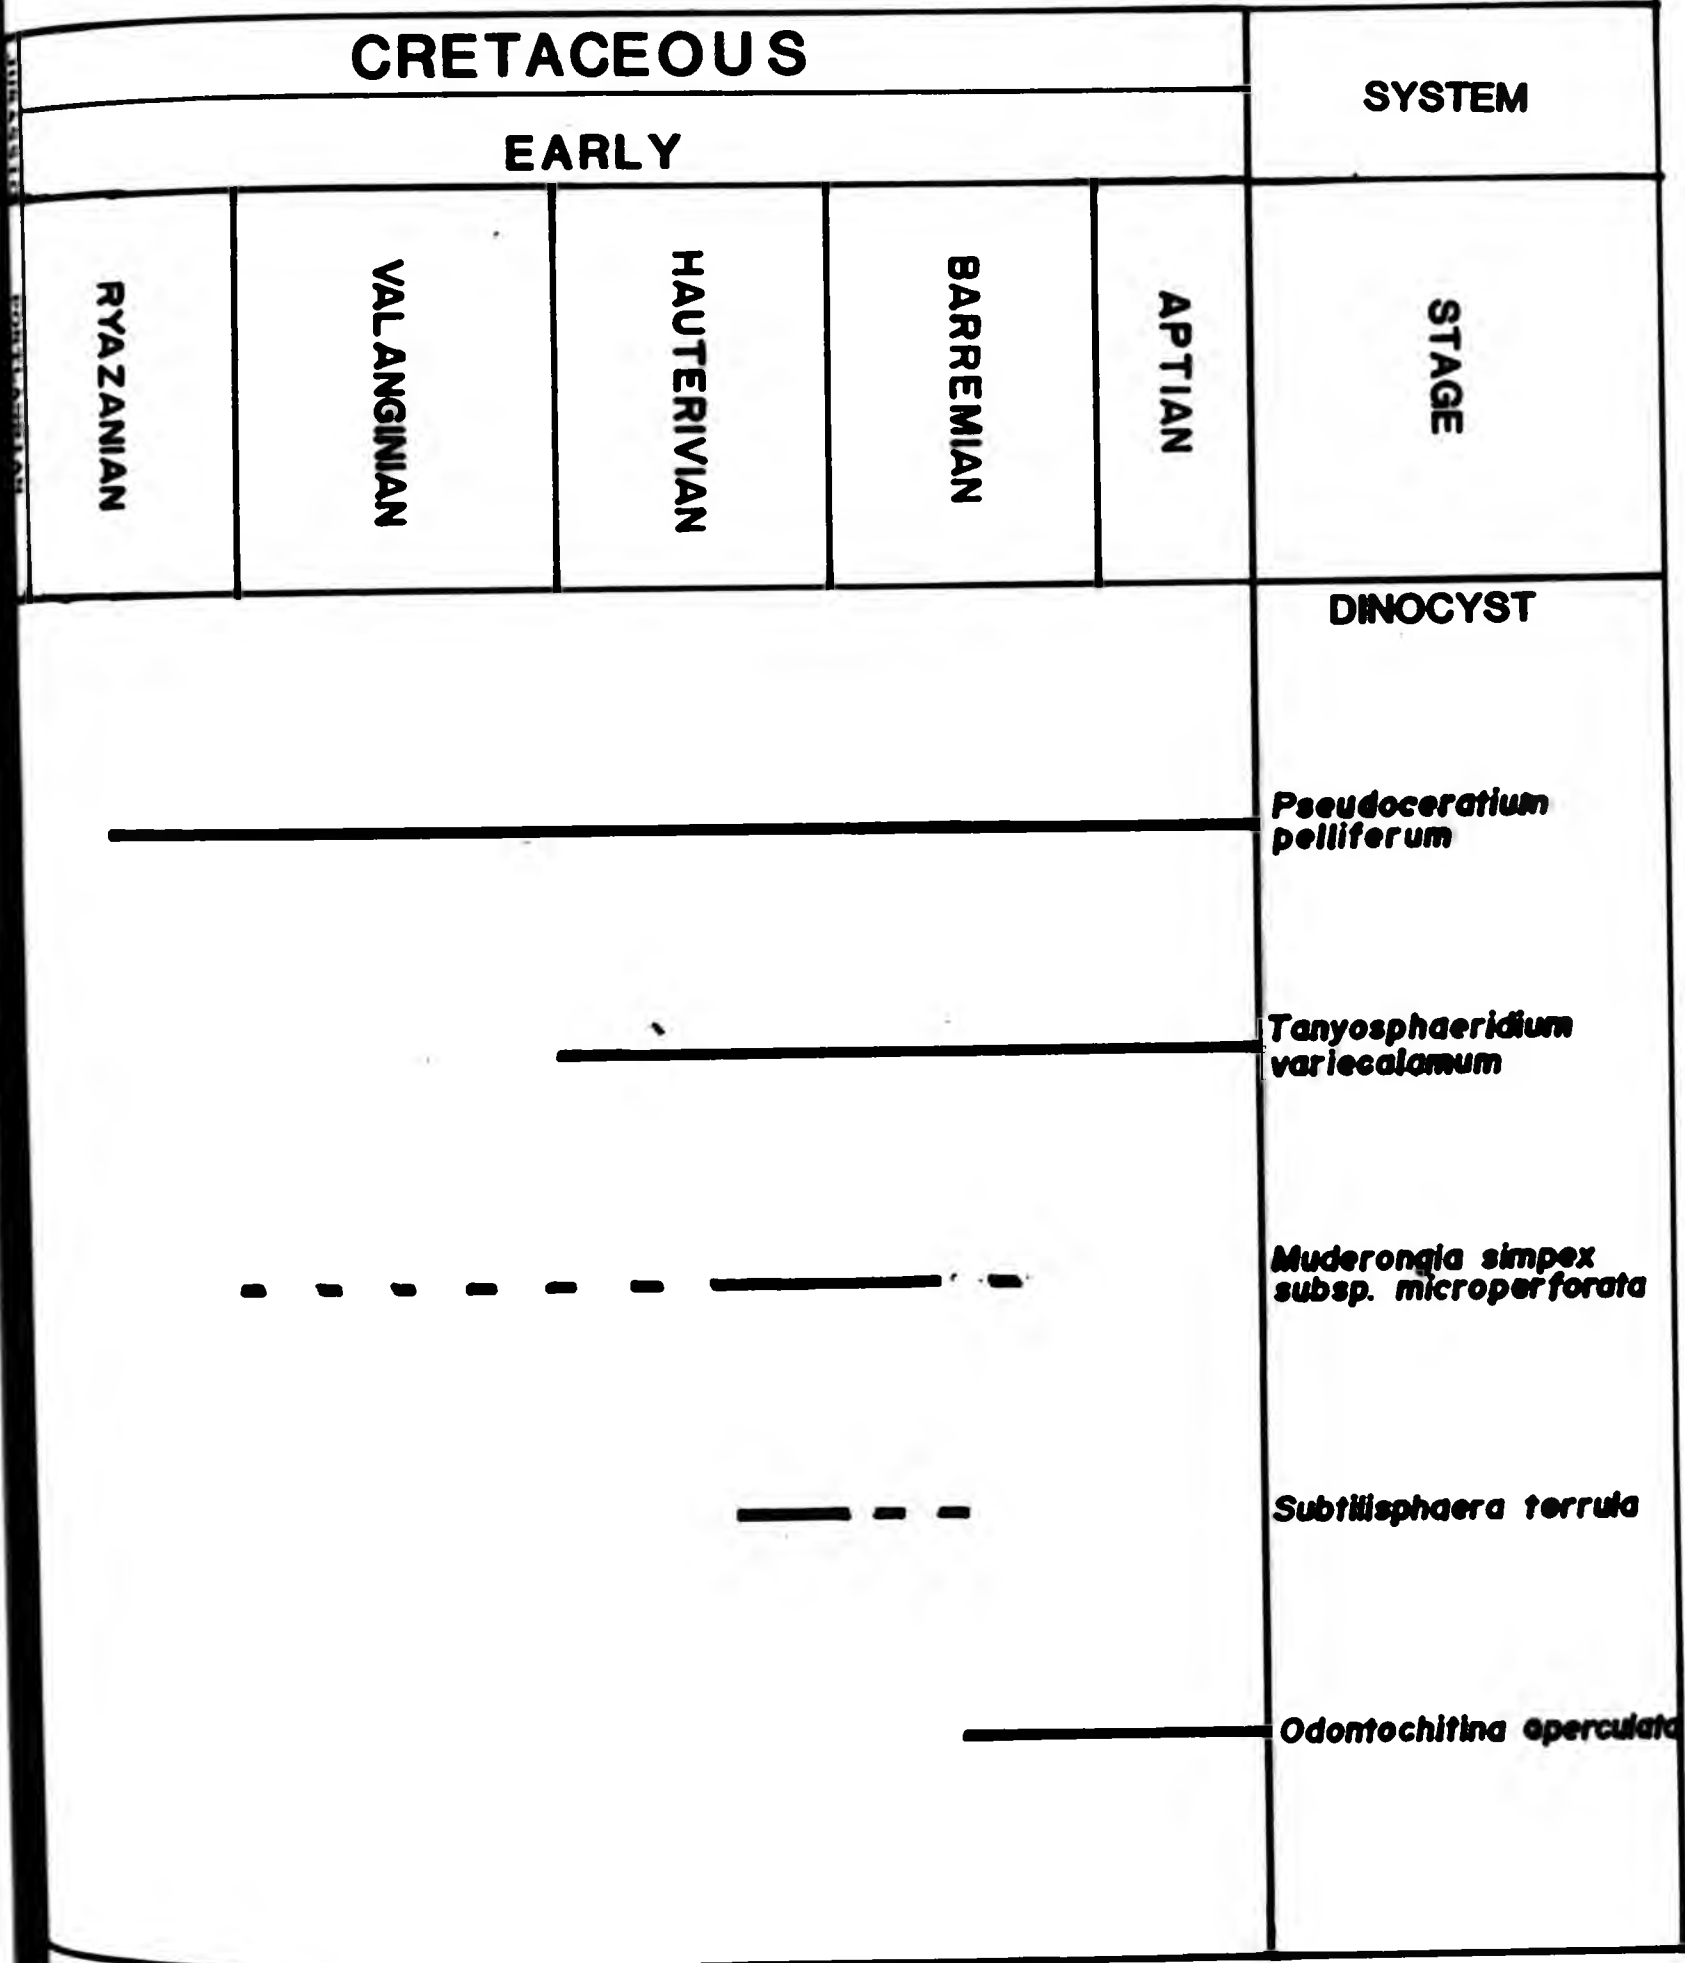 CRETACEOUS
SYSTEM
EARLY
RYAZANIAN
VALANGINIAN
HAUTERIVIAN
BARREMIAN
APTIAN
STAGE
DINOCYST
Pseudoceratium
pelliferum
Tanyosphaeridium
variecalamum
Muderongia simpex
subsp. microperforata
Subtilisphaera terrula
Odontochitina operculata